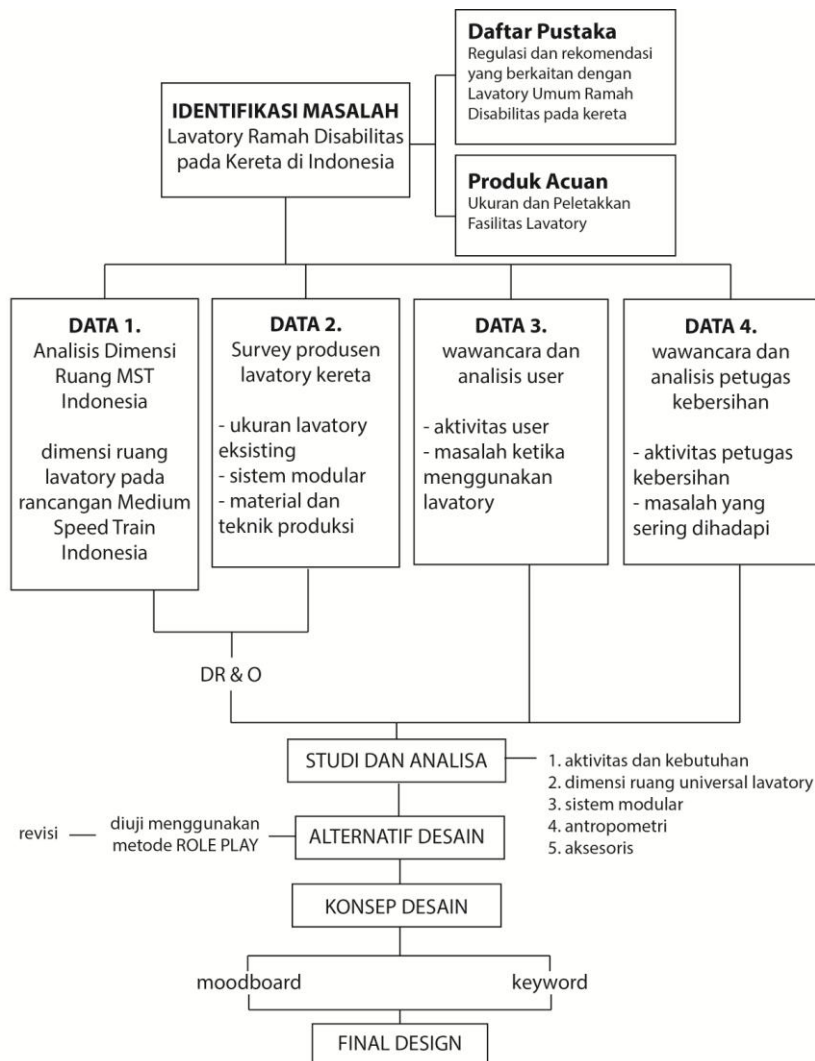 Daftar Pustaka
Regulasi dan rekomendasi
yang berkaitan dengan
Lavatory Umum Ramah
Disabilitas pada kereta
IDENTIFIKASI MASALAH
Lavatory Ramah Disabilitas
pada Kereta di Indonesia
Produk Acuan
Ukuran dan Peletakkan
Fasilitas Lavatory
DATA 1.
Analisis Dimensi
Ruang MST
Indonesia
dimensi ruang
lavatory pada
rancangan Medium
Speed Train
Indonesia
DATA 2.
Survey produsen
lavatory kereta
- ukuran lavatory
eksisting
- sistem modular
- material dan
teknik produksi
DATA 3.
wawancara dan
analisis user
- aktivitas user
- masalah ketika
menggunakan
lavatory
DATA 4.
wawancara dan
analisis petugas
kebersihan
- aktivitas petugas
kebersihan
- masalah yang
sering dihadapi
DR & O
STUDI DAN ANALISA
1. aktivitas dan kebutuhan
2. dimensi ruang universal lavatory
3. sistem modular
4. antropometri
5. aksesoris
revisi
diuji menggunakan
metode ROLE PLAY
ALTERNATIF DESAIN
KONSEP DESAIN
moodboard
keyword
FINAL DESIGN